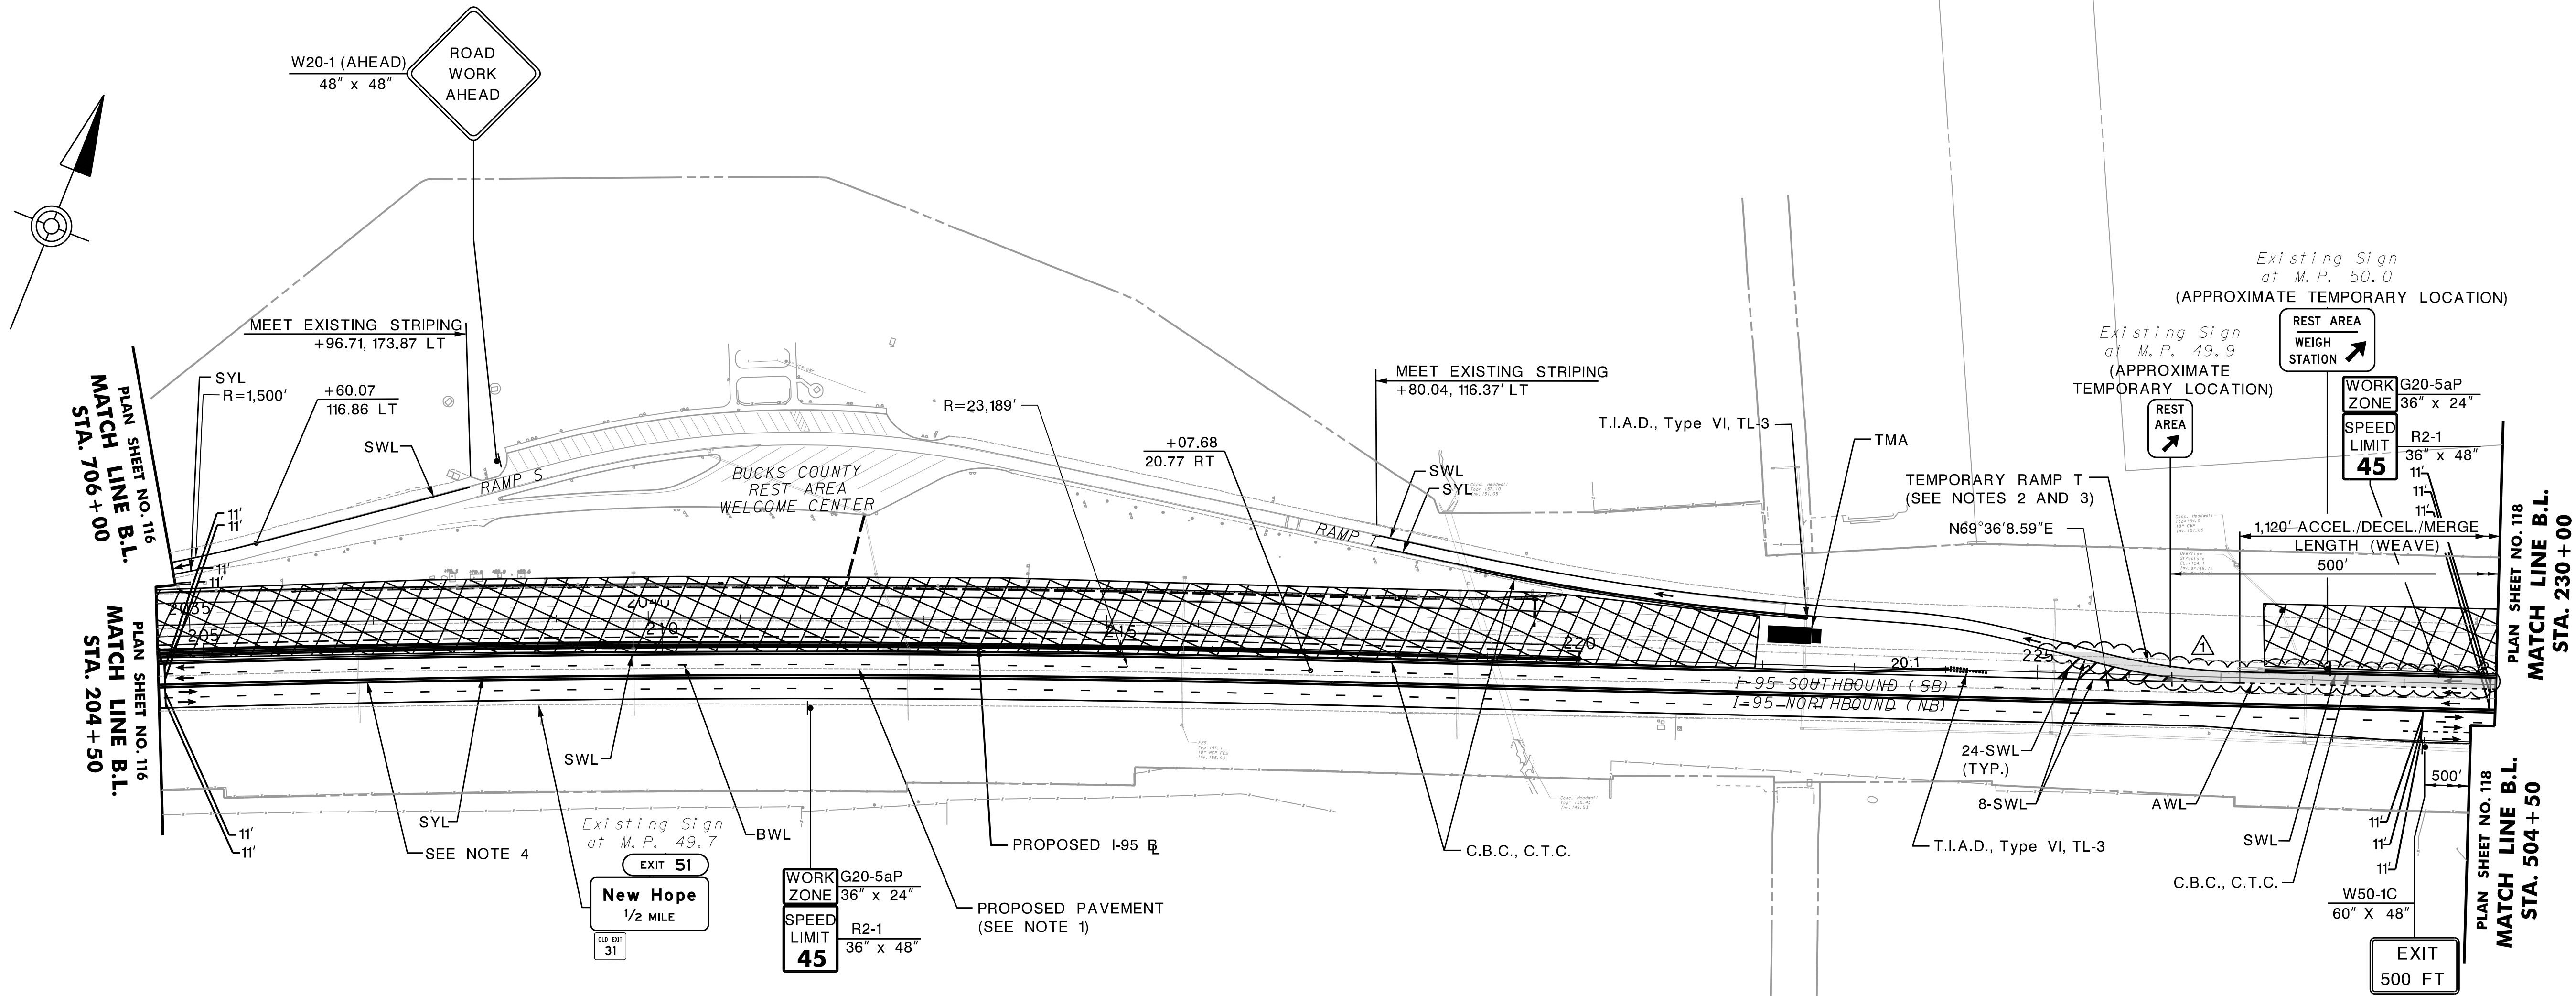 ROAD
WORK
AHEAD
W20-1 (AHEAD)
48" x 48"
MEET EXISTING STRIPING
+96.71, 173.87 LT
SYL
R=1,500'
+60.07
116.86 LT
SWL
PLAN SHEET NO. 116
MATCH LINE B.L.
STA. 706+00
11'
11'
11'
11'
RAMP S
BUCKS COUNTY
REST AREA
WELCOME CENTER
R=23,189'
+07.68
20.77 RT
MEET EXISTING STRIPING
+80.04, 116.37' LT
SWL
SYL
RAMP T
T.I.A.D., Type VI, TL-3
TMA
TEMPORARY RAMP T
(SEE NOTES 2 AND 3)
N69°36'8.59"E
Existing Sign
at M.P. 49.9
(APPROXIMATE
TEMPORARY LOCATION)
REST
AREA
Existing Sign
at M.P. 50.0
(APPROXIMATE TEMPORARY LOCATION)
REST AREA
WEIGH
STATION
WORK
ZONE
G20-5aP
36" x 24"
SPEED
LIMIT
45
R2-1
36" x 48"
11'
11'
11'
1,120' ACCEL./DECEL./MERGE
LENGTH (WEAVE)
500'
PLAN SHEET NO. 118
MATCH LINE B.L.
STA. 230+00
2035
2040
205
210
215
220
225
20:1
1
I-95 SOUTHBOUND (SB)
I-95 NORTHBOUND (NB)
PLAN SHEET NO. 116
MATCH LINE B.L.
STA. 204+50
11'
11'
SEE NOTE 4
SYL
SWL
Existing Sign
at M.P. 49.7
EXIT 51
New Hope
1/2 MILE
OLD EXIT
31
BWL
WORK
ZONE
G20-5aP
36" x 24"
SPEED
LIMIT
45
R2-1
36" x 48"
PROPOSED I-95 BL
PROPOSED PAVEMENT
(SEE NOTE 1)
C.B.C., C.T.C.
24-SWL
(TYP.)
8-SWL
T.I.A.D., Type VI, TL-3
AWL
SWL
C.B.C., C.T.C.
11'
11'
11'
500'
W50-1C
60" X 48"
EXIT
500 FT
PLAN SHEET NO. 118
MATCH LINE B.L.
STA. 504+50